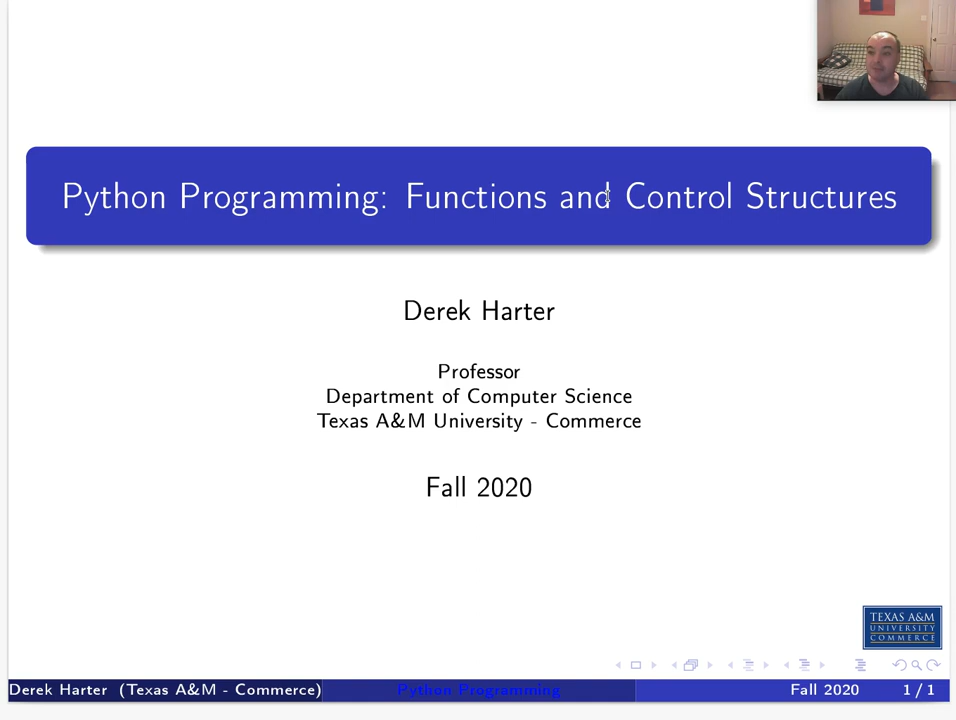 Python Programming: Functions and Control Structures
Derek Harter
Professor
Department of Computer Science
Texas A&M University - Commerce
Fall 2020
TEXAS A&M
UNIVERSITY
COMMERCE
Derek Harter (Texas A&M - Commerce) Python Programming Fall 2020 1 / 1